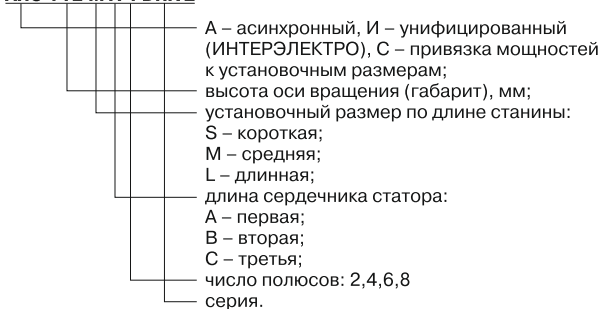 А – асинхронный, И – унифицированный
(ИНТЕРЭЛЕКТРО), С – привязка мощностей
к установочным размерам;
высота оси вращения (габарит), мм;
установочный размер по длине станины:
S – короткая;
M – средняя;
L – длинная;
длина сердечника статора:
А – первая;
В – вторая;
С – третья;
число полюсов: 2,4,6,8
серия.